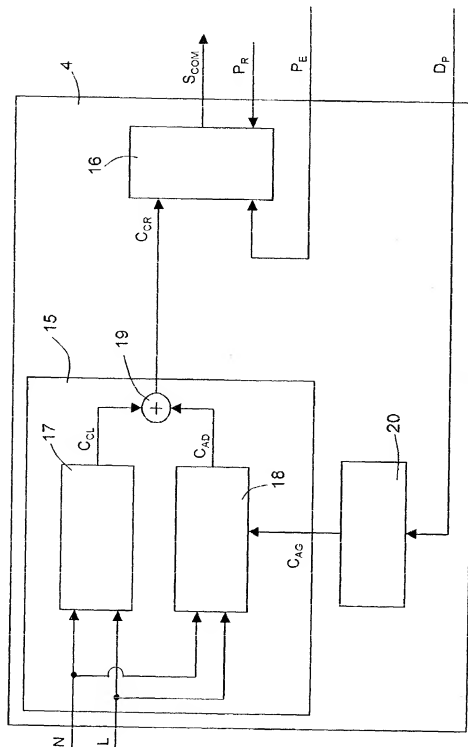 4
S_COM
P_R
P_E
D_P
16
C_CR
15
19
+
17
C_CL
C_AD
18
20
C_AG
N
L